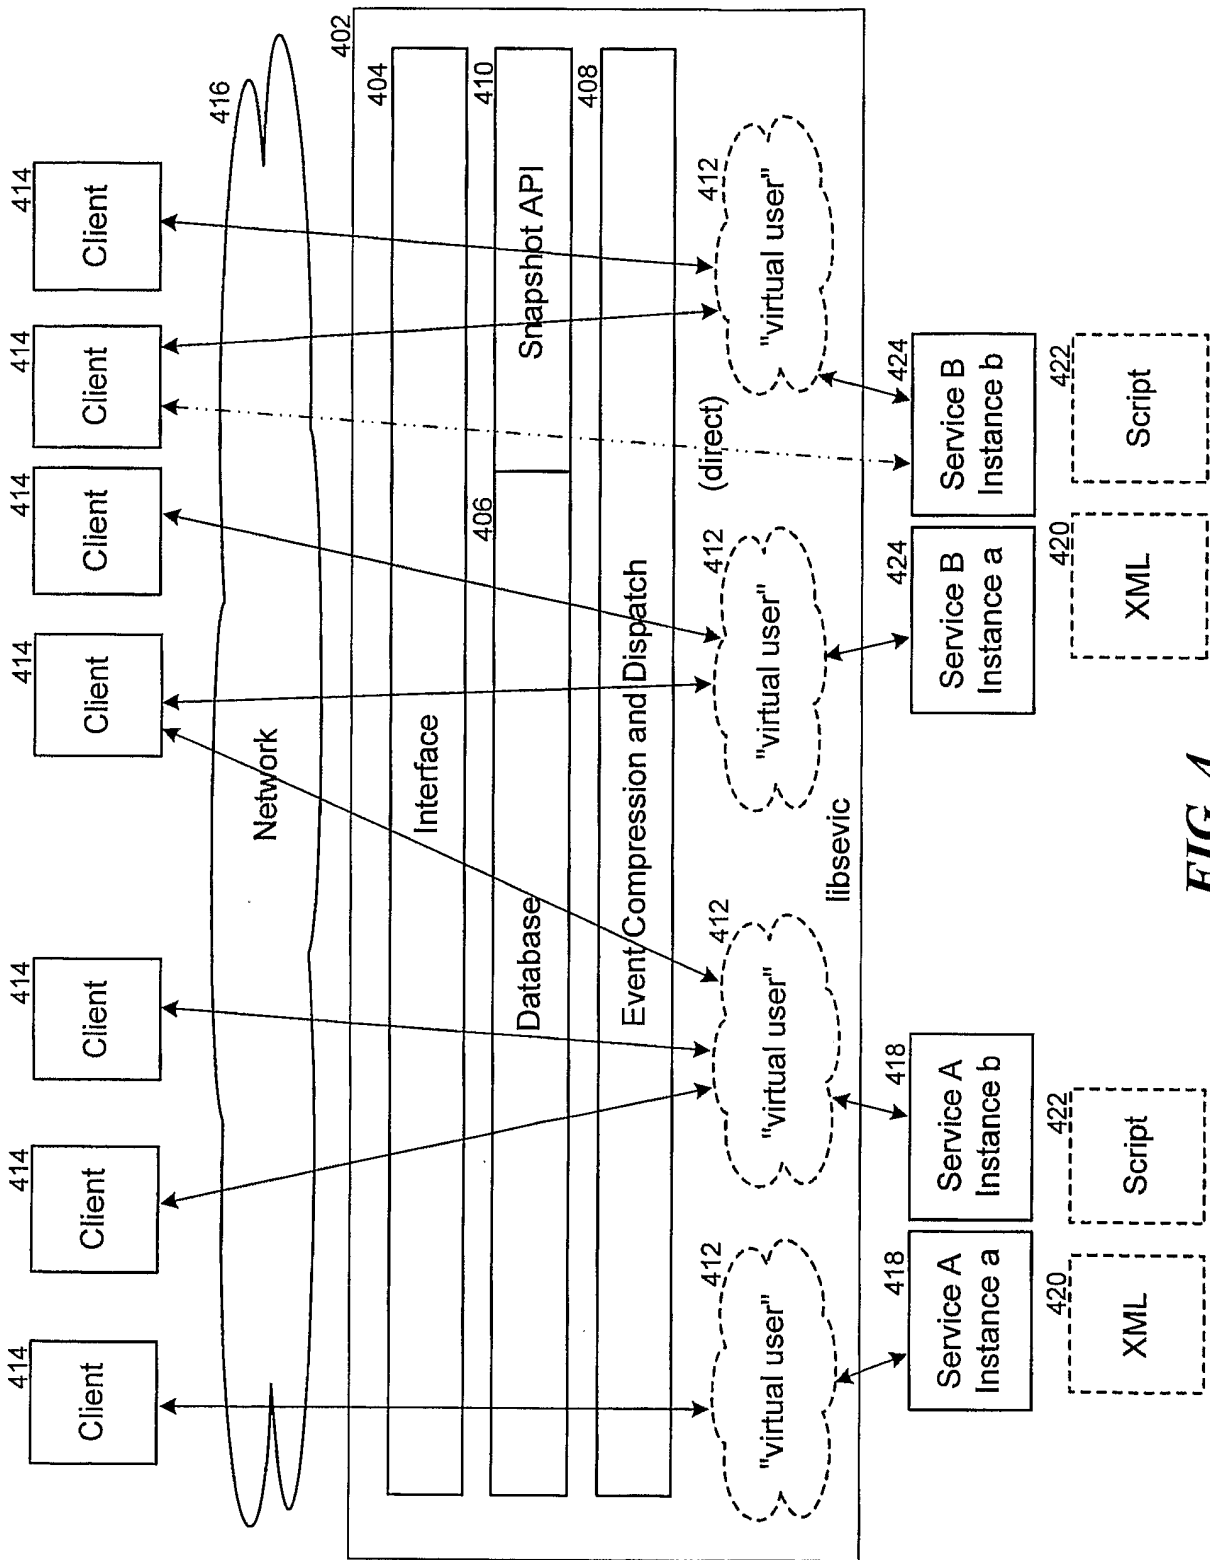 414
414
414
414
414
414
414
Client
Client
Client
Client
Client
Client
Client
416
Network
402
404
Interface
406
410
Database
Snapshot API
408
Event Compression and Dispatch
412
412
412
412
(direct)
"virtual user"
"virtual user"
"virtual user"
"virtual user"
libsevic
418
418
424
424
Service A
Instance a
Service A
Instance b
Service B
Instance a
Service B
Instance b
420
422
420
422
XML
Script
XML
Script
FIG. 4